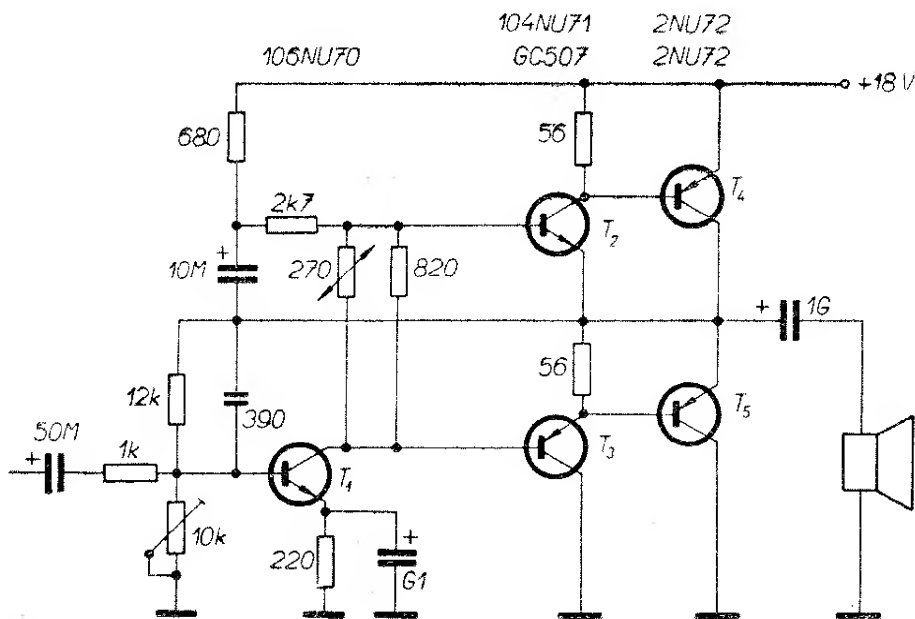 104NU71 2NU72
106NU70 GC507 2NU72
+18V
680
56
2k7
T4
T2
10M
+
270
820
+
1G
12k
390
56
T5
50M
+
1k
T1
T3
10k
220
+
G1